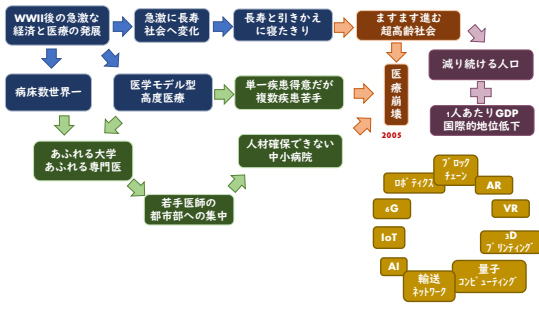 WWII後の急激な
経済と医療の発展
急激に長寿
社会へ変化
長寿と引きかえ
に寝たきり
ますます進む
超高齢社会
減り続ける人口
1人あたりGDP
国際的地位低下
病床数世界一
医学モデル型
高度医療
単一疾患得意だが
複数疾患苦手
医療崩壊
2005
あふれる大学
あふれる専門医
人材確保できない
中小病院
若手医師の
都市部への集中
ブロック
チェーン
ロボティクス
AR
6G
VR
IoT
3D
プリンティング
AI
輸送
ネットワーク
量子
コンピューティング